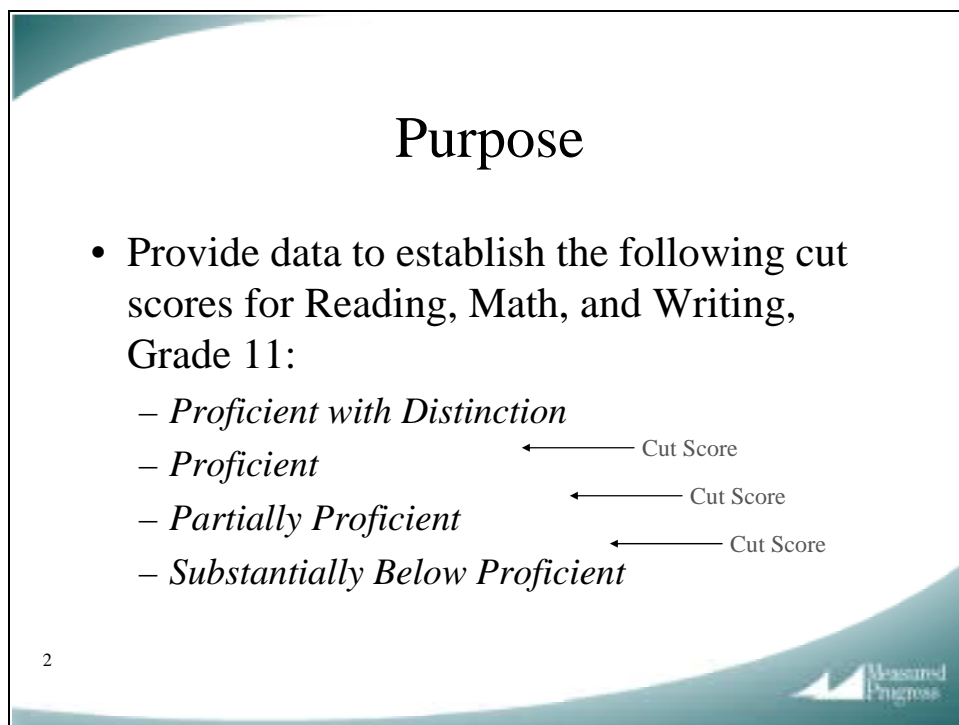 Purpose
• Provide data to establish the following cut
scores for Reading, Math, and Writing,
Grade 11:
– Proficient with Distinction
Cut Score
– Proficient
Cut Score
– Partially Proficient
Cut Score
– Substantially Below Proficient
2
Measured
Progress